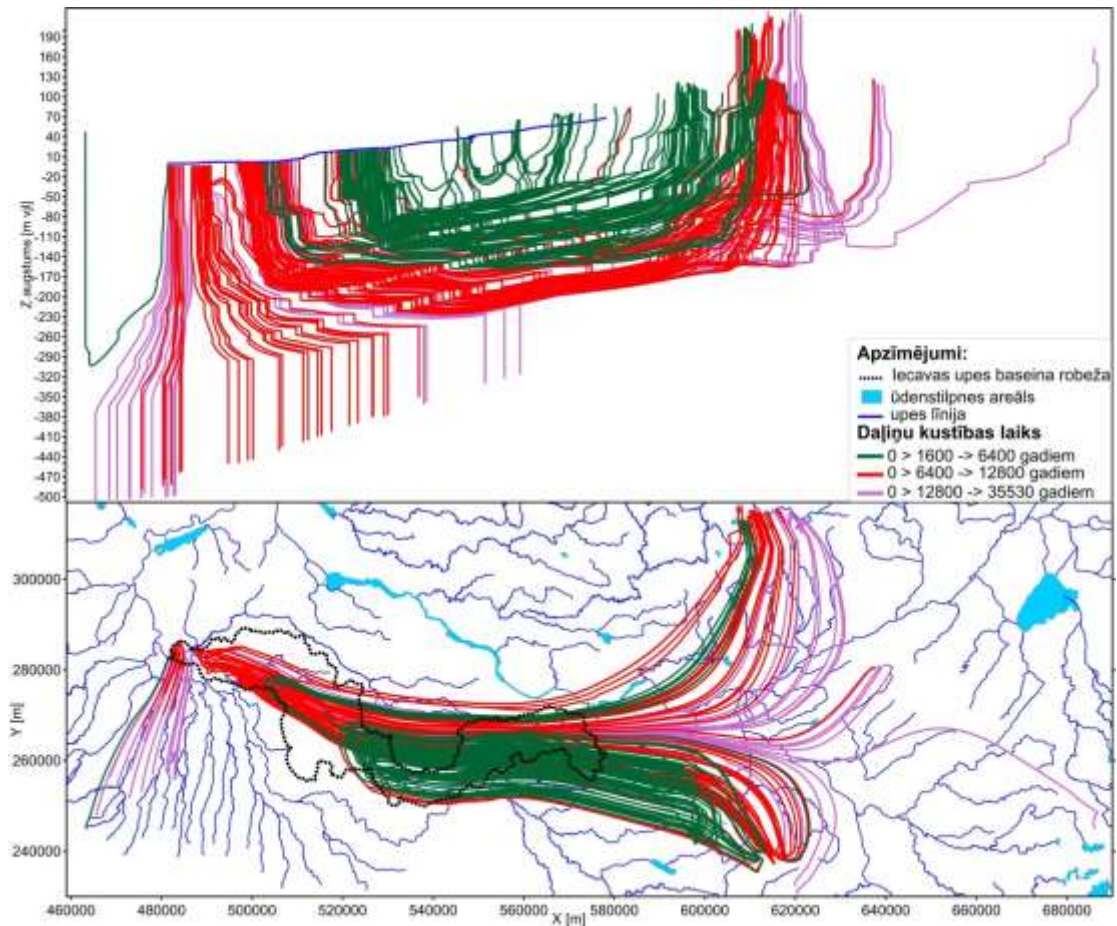 190
160
130
100
70
40
10
-20
-50
-80
-110
-140
-170
-200
-230
-260
-290
-320
-350
-380
-410
-440
-470
-500
Z, augstums [m vjl]
Apzīmējumi:
Iecavas upes baseina robeža
ūdenstilpnes areāls
upes līnija
Daļiņu kustības laiks
0 > 1600 -> 6400 gadiem
0 > 6400 -> 12800 gadiem
0 > 12800 -> 35530 gadiem
300000
280000
260000
240000
Y [m]
460000 480000 500000 520000 540000 560000 580000 600000 620000 640000 660000 680000
X [m]